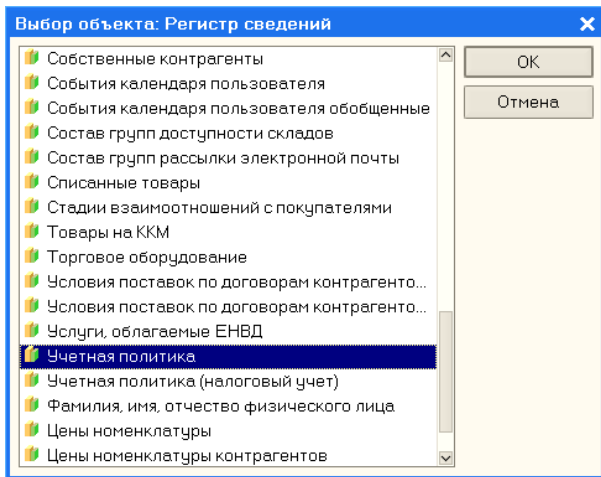 Выбор объекта: Регистр сведений
Собственные контрагенты
События календаря пользователя
События календаря пользователя обобщенные
Состав групп доступности складов
Состав групп рассылки электронной почты
Списанные товары
Стадии взаимоотношений с покупателями
Товары на ККМ
Торговое оборудование
Условия поставок по договорам контрагенто...
Условия поставок по договорам контрагенто...
Услуги, облагаемые ЕНВД
Учетная политика
Учетная политика (налоговый учет)
Фамилия, имя, отчество физического лица
Цены номенклатуры
Цены номенклатуры контрагентов
OK
Отмена